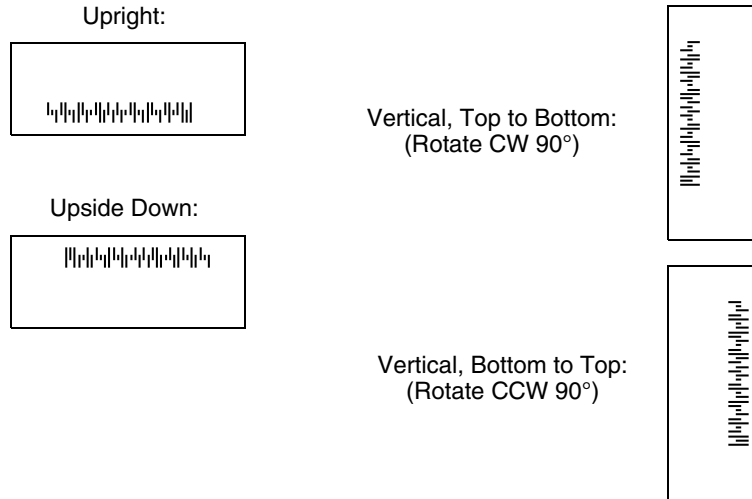 Upright:
Vertical, Top to Bottom:
(Rotate CW 90°)
Upside Down:
Vertical, Bottom to Top:
(Rotate CCW 90°)